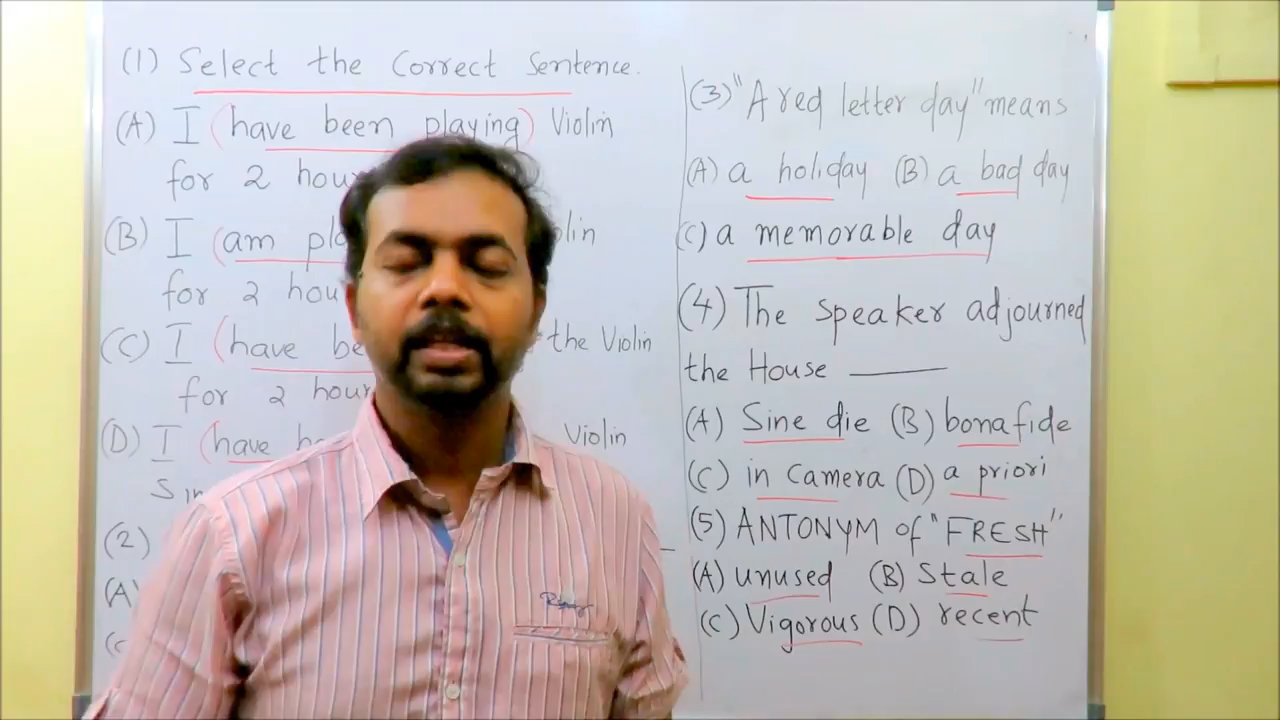 (1) Select the Correct Sentence.
(A) I (have been playing) Violin
for 2 hour
(B) I (am pla
for 2 hou
(C) I (have be the Violin
for 2 hour
(D) I (have Violin
(2)
(A)
(3) "A red letter day" means
(A) a holiday (B) a bad day
(C) a memorable day
(4) The speaker adjourned
the House ______
(A) Sine die (B) bonafide
(C) in Camera (D) a priori
(5) ANTONYM of "FRESH"
(A) unused (B) Stale
(C) Vigorous (D) recent